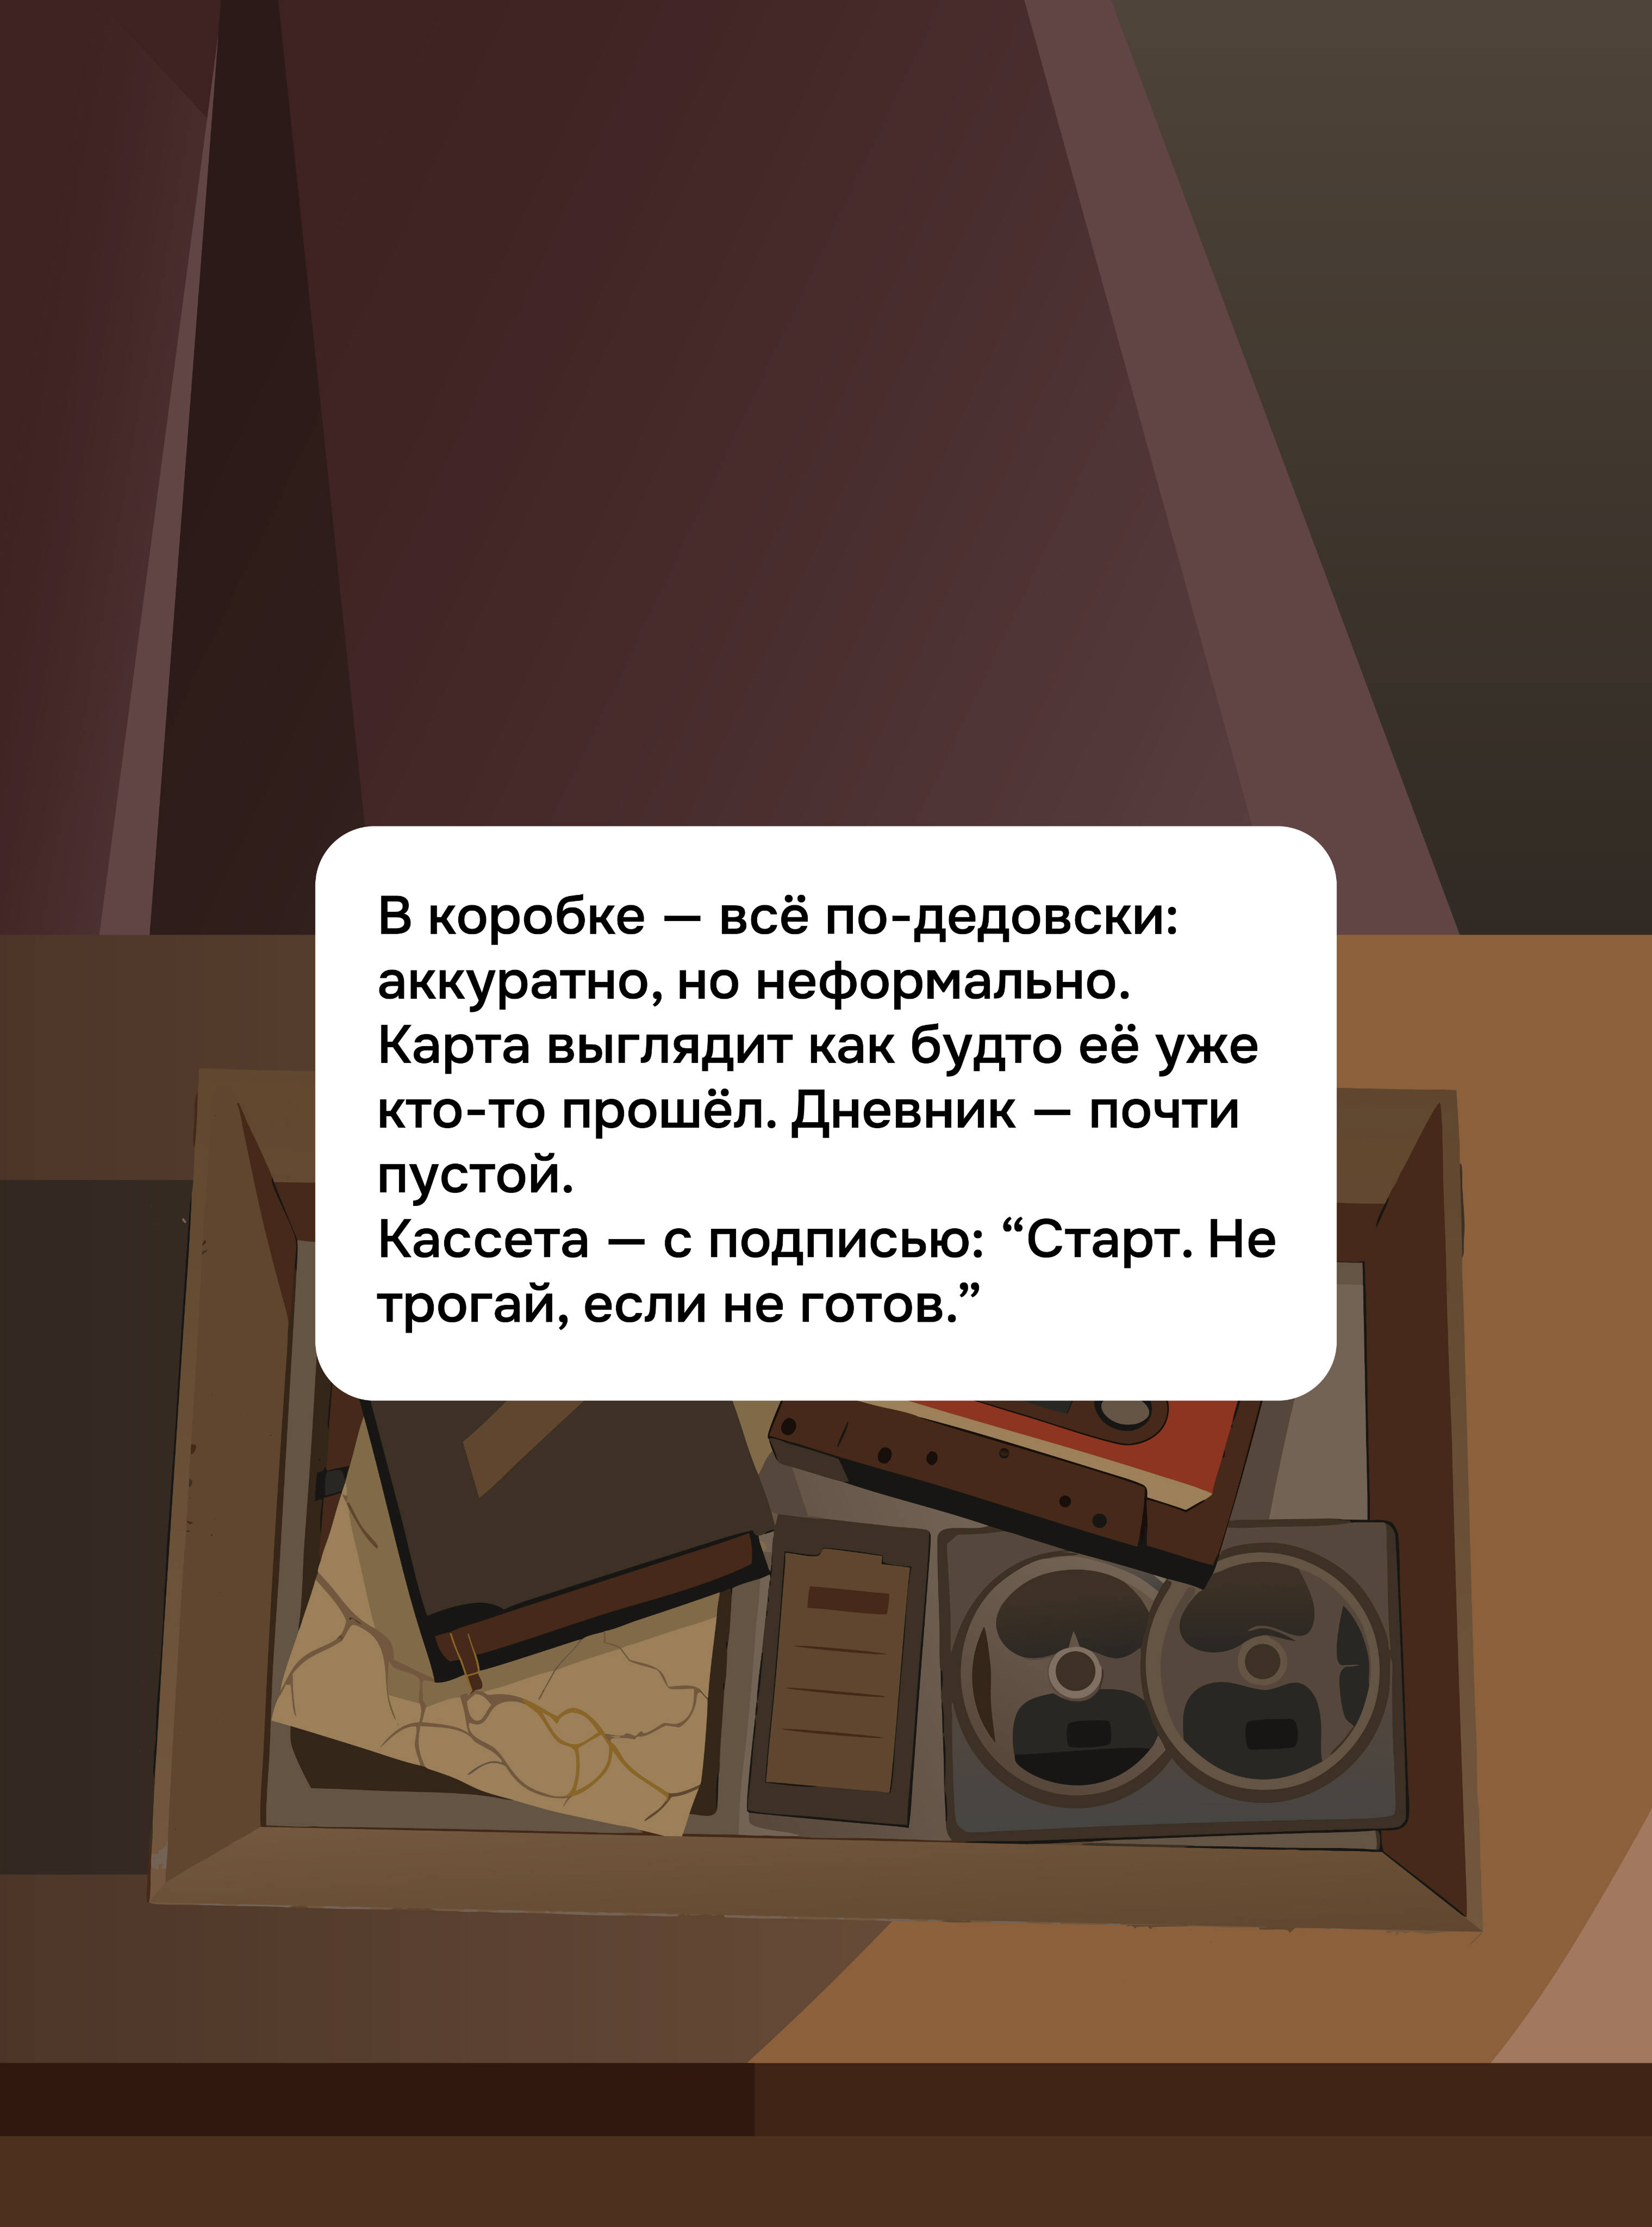 В коробке — всё по-дедовски:
аккуратно, но неформально.
Карта выглядит как будто её уже
кто-то прошёл. Дневник — почти
пустой.
Кассета — с подписью: “Старт. Не
трогай, если не готов.”